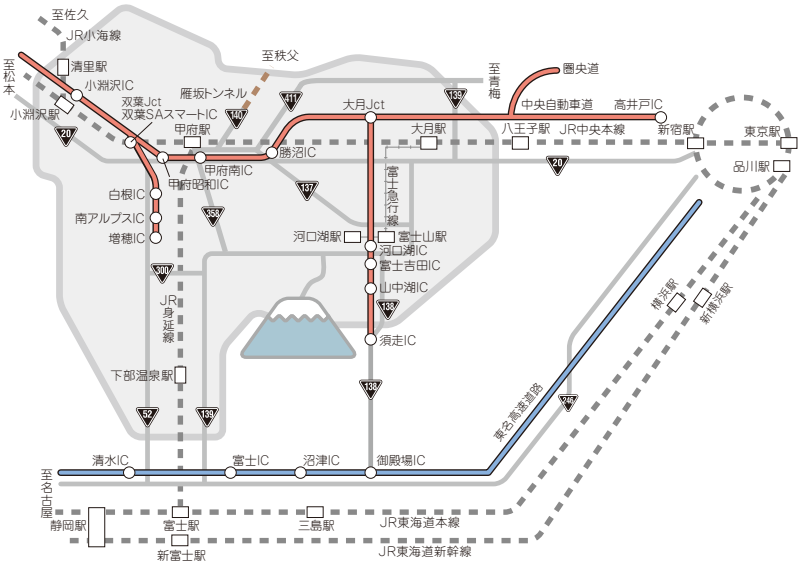 至佐久
JR小海線
至松本
清里駅
小淵沢IC
小淵沢駅
20
双葉Jct
双葉SAスマートIC
甲府駅
雁坂トンネル
140
至秩父
411
大月Jct
至青梅
139
圏央道
中央自動車道
高井戸IC
大月駅
八王子駅
JR中央本線
新宿駅
東京駅
品川駅
20
勝沼IC
甲府南IC
甲府昭和IC
白根IC
南アルプスIC
増穂IC
358
137
富士急行線
河口湖駅
富士山駅
河口湖IC
富士吉田IC
山中湖IC
138
須走IC
300
JR身延線
下部温泉駅
52
139
138
246
横浜駅
新横浜駅
東名高速道路
清水IC
富士IC
沼津IC
御殿場IC
至名古屋
静岡駅
富士駅
三島駅
JR東海道本線
新富士駅
JR東海道新幹線